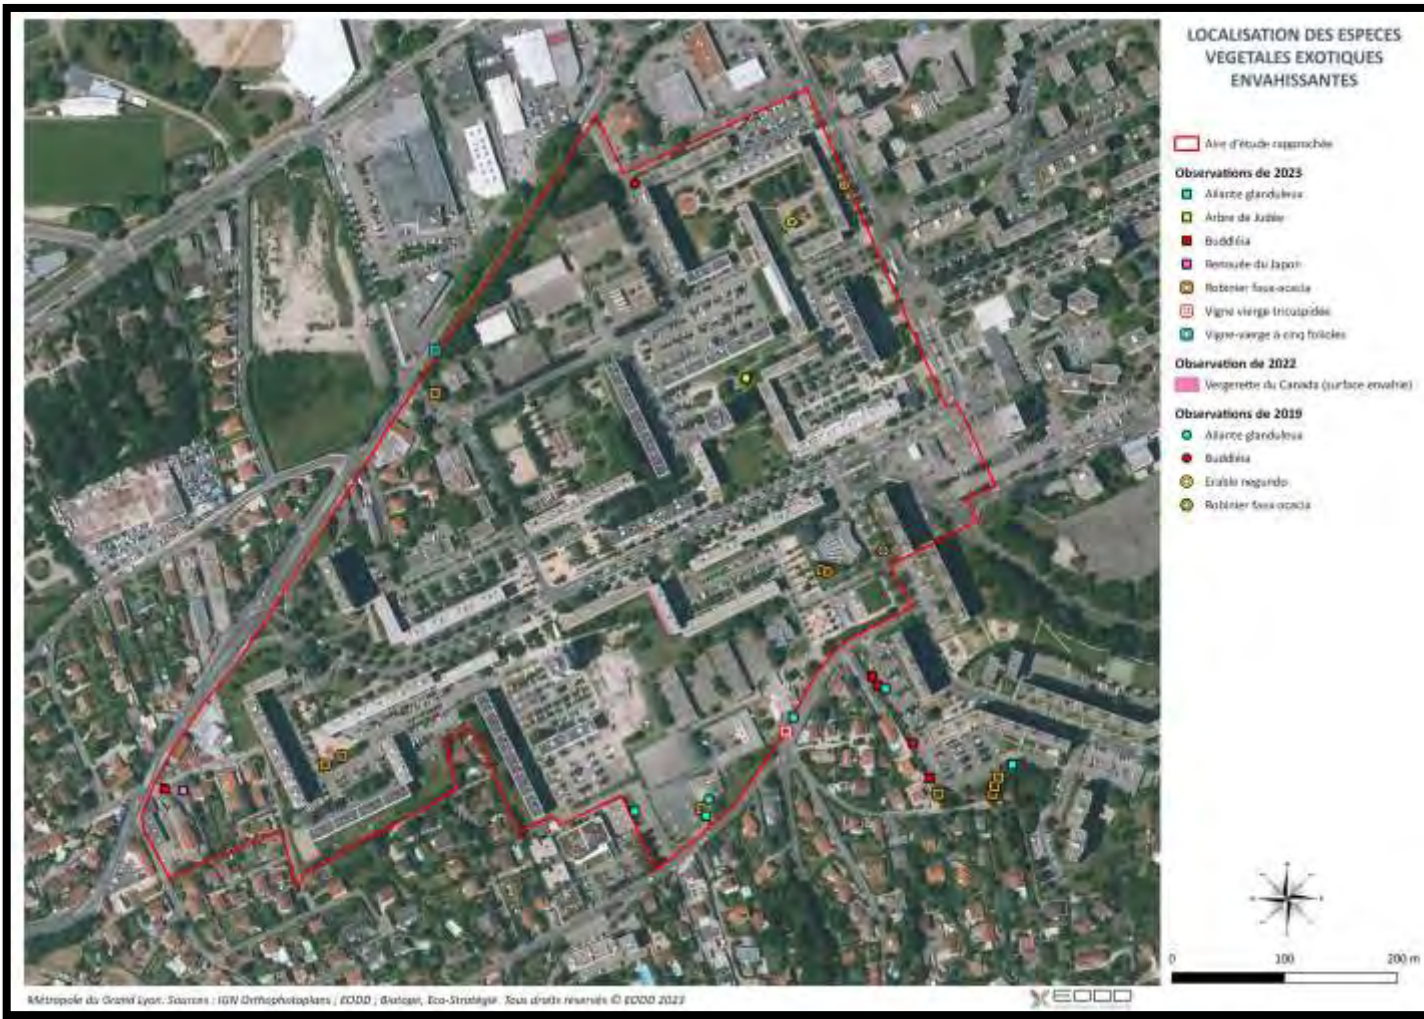 LOCALISATION DES ESPECES
VEGETALES EXOTIQUES
ENVAHISSANTES
Aire d'étude rapprochée
Observations de 2023
Ailante glanduleux
Arbre de Judée
Buddléia
Renouée du Japon
Robinier faux-acacia
Vigne vierge tricuspidée
Vigne-vierge à cinq folioles
Observation de 2022
Vergerette du Canada (surface envahie)
Observations de 2019
Ailante glanduleux
Buddléia
Erable negundo
Robinier faux-acacia
0 100 200 m
Métropole du Grand Lyon. Sources : IGN Orthophotoplans ; EODD ; Biotope, Eco-Stratégie. Tous droits réservés © EODD 2023
EODD